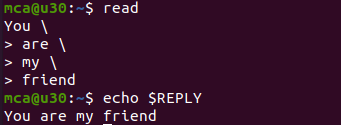 mca@u30:~$ read
You \
> are \
> my \
> friend
mca@u30:~$ echo $REPLY
You are my friend